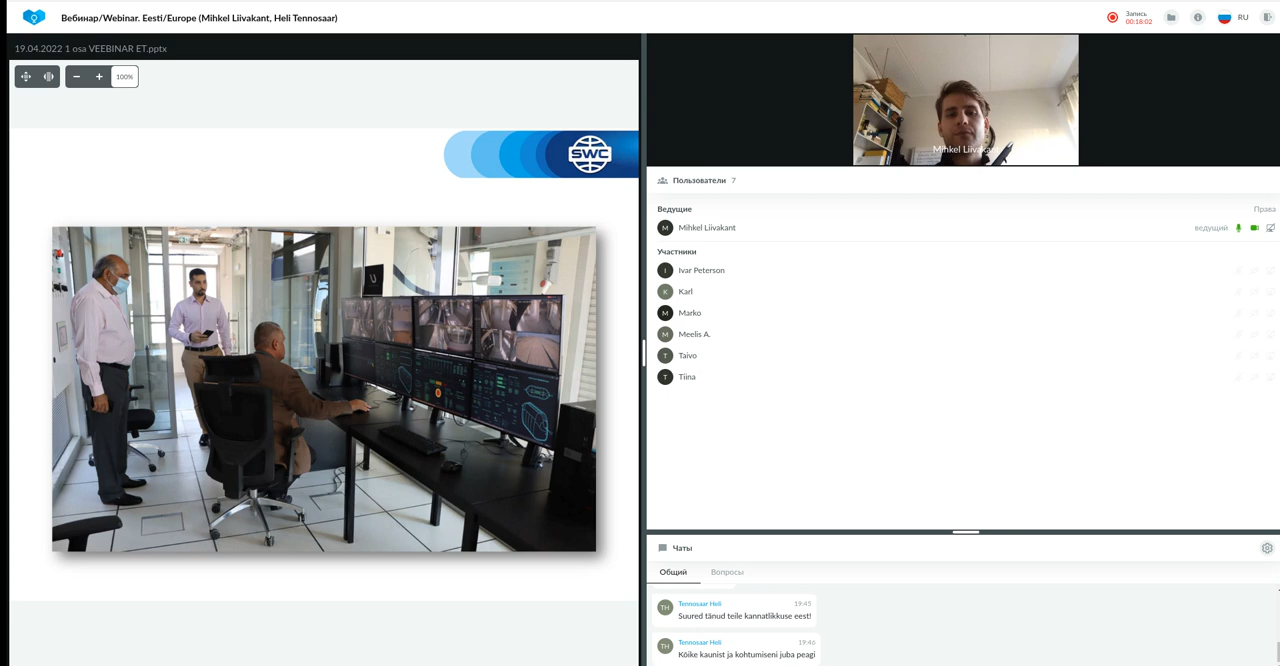 Вебинар/Webinar. Eesti/Europe (Mihkel Liivakant, Heli Tennosaar)
Запись
00:18:02
RU
19.04.2022 1 osa VEEBINAR ET.pptx
100%
SWC
Mihkel Liivakant
Пользователи 7
Ведущие
Права
M Mihkel Liivakant
ведущий
Участники
I Ivar Peterson
K Karl
M Marko
M Meelis A.
T Taivo
T Tiina
Чаты
Общий
Вопросы
TH Tennosaar Heli 19:45
Suured tänud teile kannatlikkuse eest!
TH Tennosaar Heli 19:46
Kõike kaunist ja kohtumiseni juba peagi